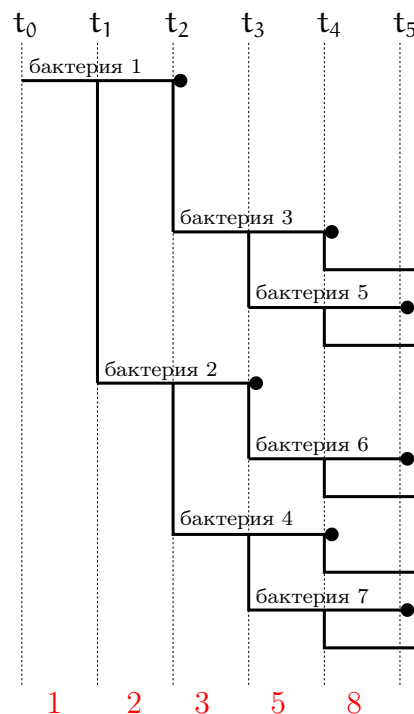 t₀ t₁ t₂ t₃ t₄ t₅
бактерия 1
бактерия 3
бактерия 5
бактерия 2
бактерия 6
бактерия 4
бактерия 7
1 2 3 5 8